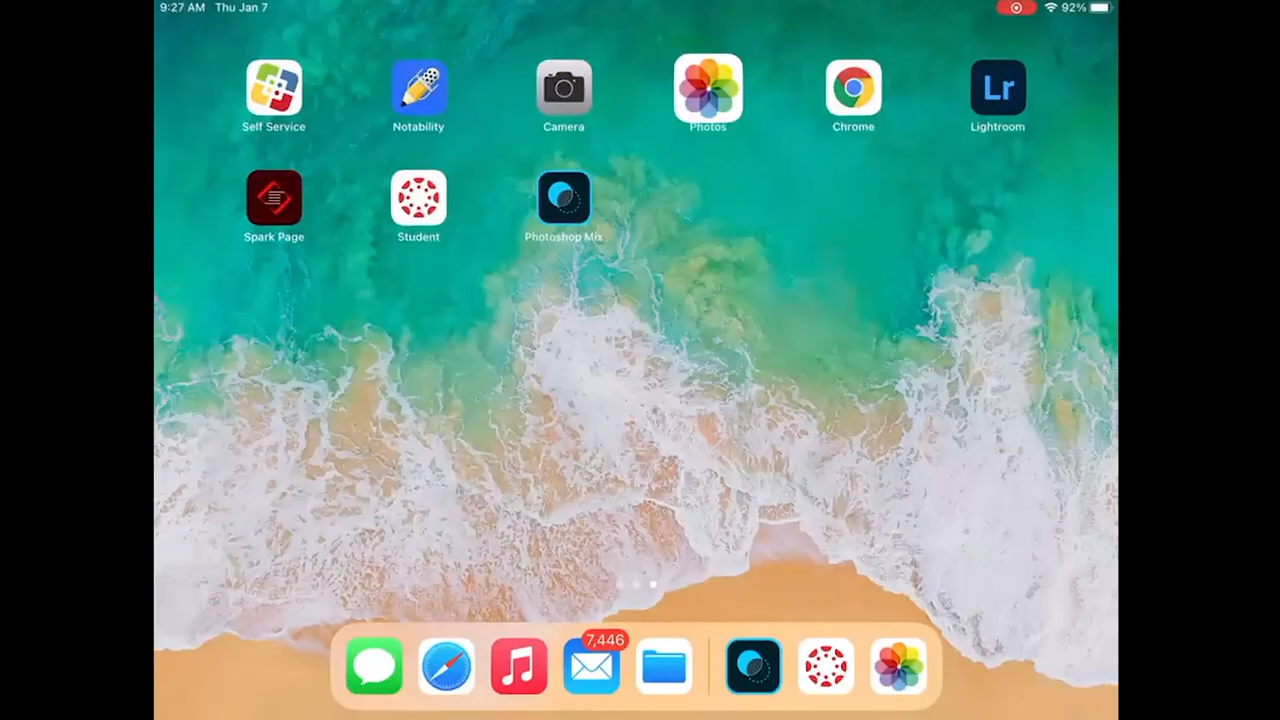 9:27 AM Thu Jan 7
92%
Self Service
Notability
Camera
Photos
Chrome
Lr
Lightroom
Spark Page
Student
Photoshop Mix
7,446